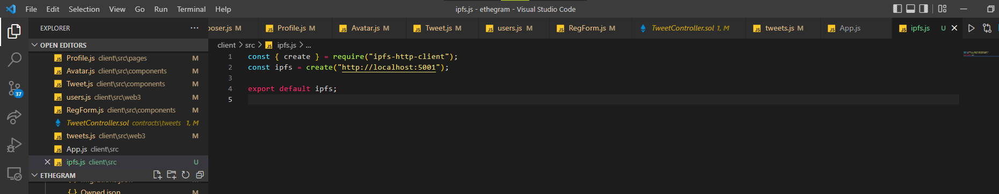 File Edit Selection View Go Run Terminal Help
ipfs.js - ethegram - Visual Studio Code
EXPLORER
poser.js M Profile.js M Avatar.js M Tweet.js M users.js M RegForm.js M TweetController.sol 1, M tweets.js M App.js ipfs.js U
OPEN EDITORS
Profile.js client\src\pages M
Avatar.js client\src\components M
Tweet.js client\src\components M
users.js client\src\web3 M
RegForm.js client\src\components M
TweetController.sol contracts\tweets 1, M
tweets.js client\src\web3 M
App.js client\src
ipfs.js client\src U
ETHEGRAM
Owned.json M
37
client > src > ipfs.js > ...
1 const { create } = require("ipfs-http-client");
2 const ipfs = create("http://localhost:5001");
3
4 export default ipfs;
5